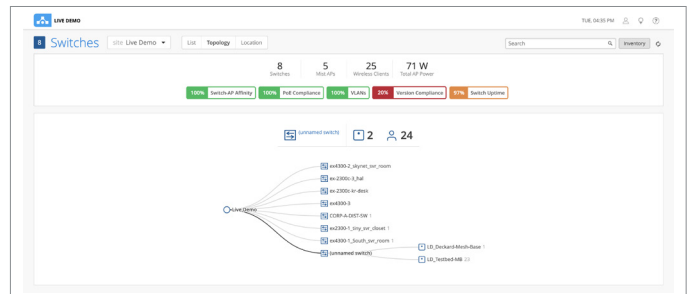 LIVE DEMO
TUE, 04:35 PM
8 Switches site Live Demo List Topology Location Search Inventory
8 5 25 71 W
Switches Mist APs Wireless Clients Total AP Power
100% Switch-AP Affinity 100% PoE Compliance 100% VLANs 20% Version Compliance 97% Switch Uptime
(unnamed switch) 2 24
ex4300-2_skynet_svr_room
ex-2300c-3_hal
ex-2300c-kr-desk
ex4300-3
Live Demo
CORP-A-DIST-SW 1
ex2300-1_tiny_svr_closet 1
ex4300-1_South_svr_room 1
LD_Deckard-Mesh-Base 1
(unnamed switch)
LD_Testbed-MB 23